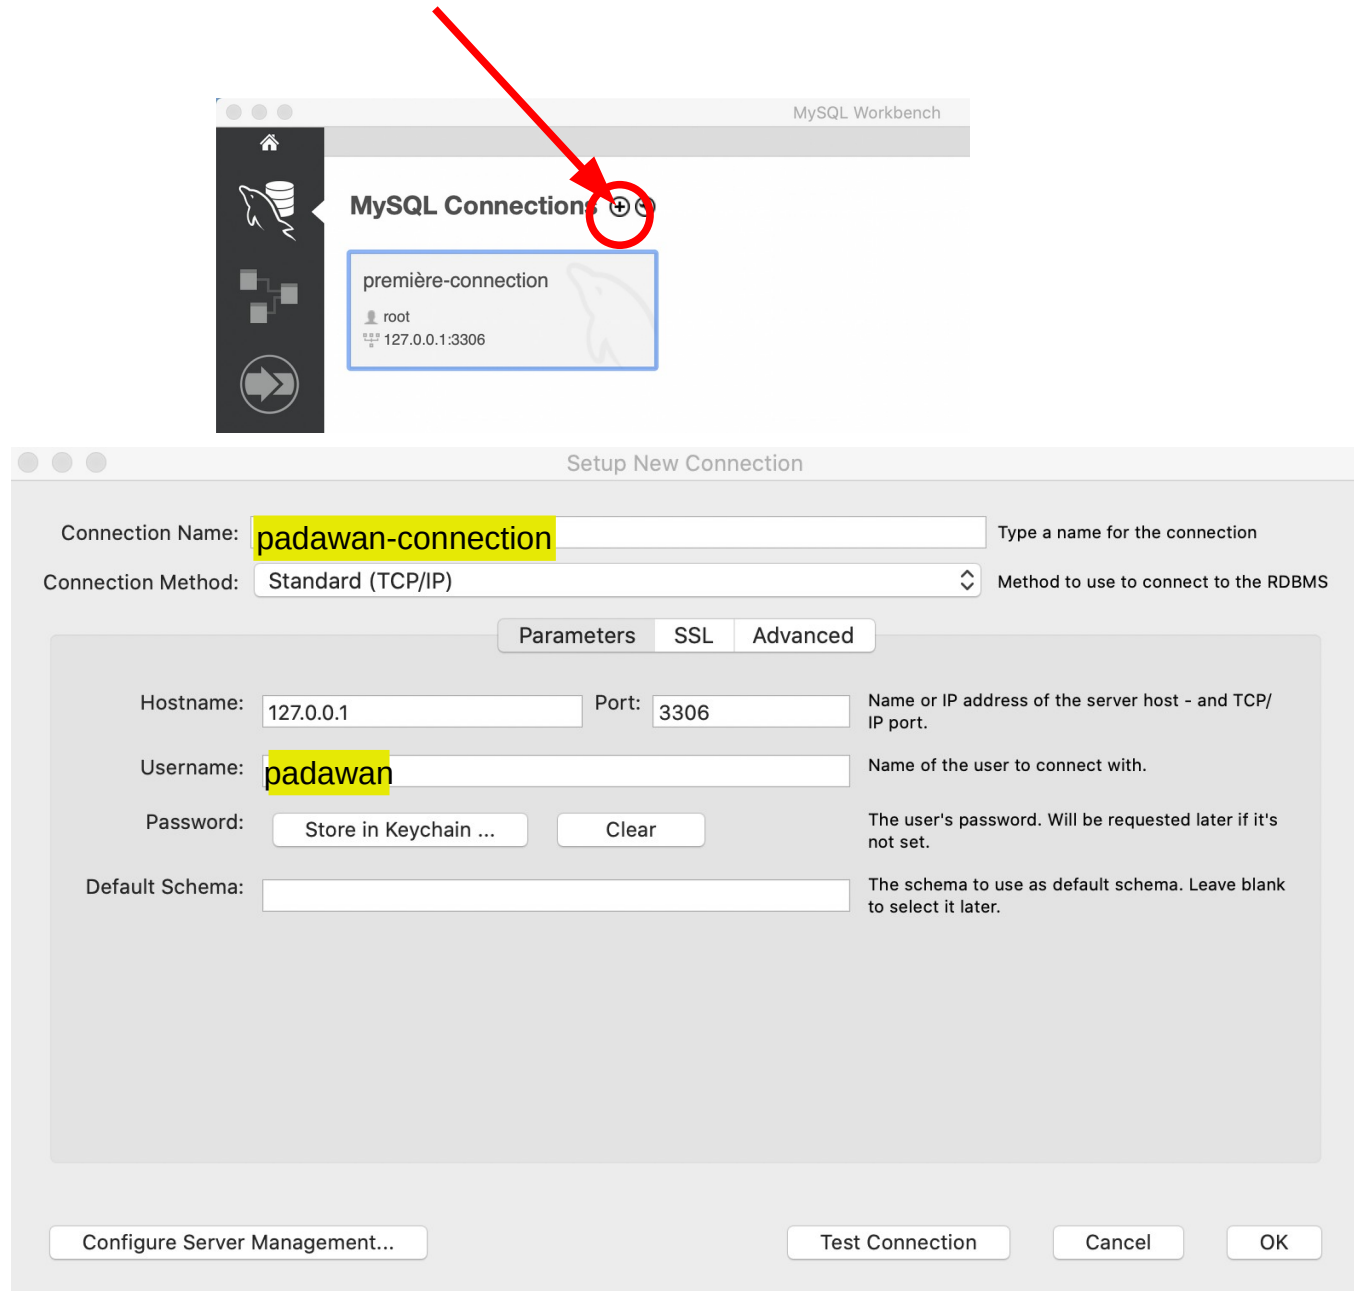 MySQL Workbench
MySQL Connections
première-connection
root
127.0.0.1:3306
Setup New Connection
Connection Name: padawan-connection Type a name for the connection
Connection Method: Standard (TCP/IP) Method to use to connect to the RDBMS
Parameters SSL Advanced
Hostname: 127.0.0.1 Port: 3306 Name or IP address of the server host - and TCP/
IP port.
Username: padawan Name of the user to connect with.
Password: Store in Keychain ... Clear The user's password. Will be requested later if it's
not set.
Default Schema: The schema to use as default schema. Leave blank
to select it later.
Configure Server Management... Test Connection Cancel OK